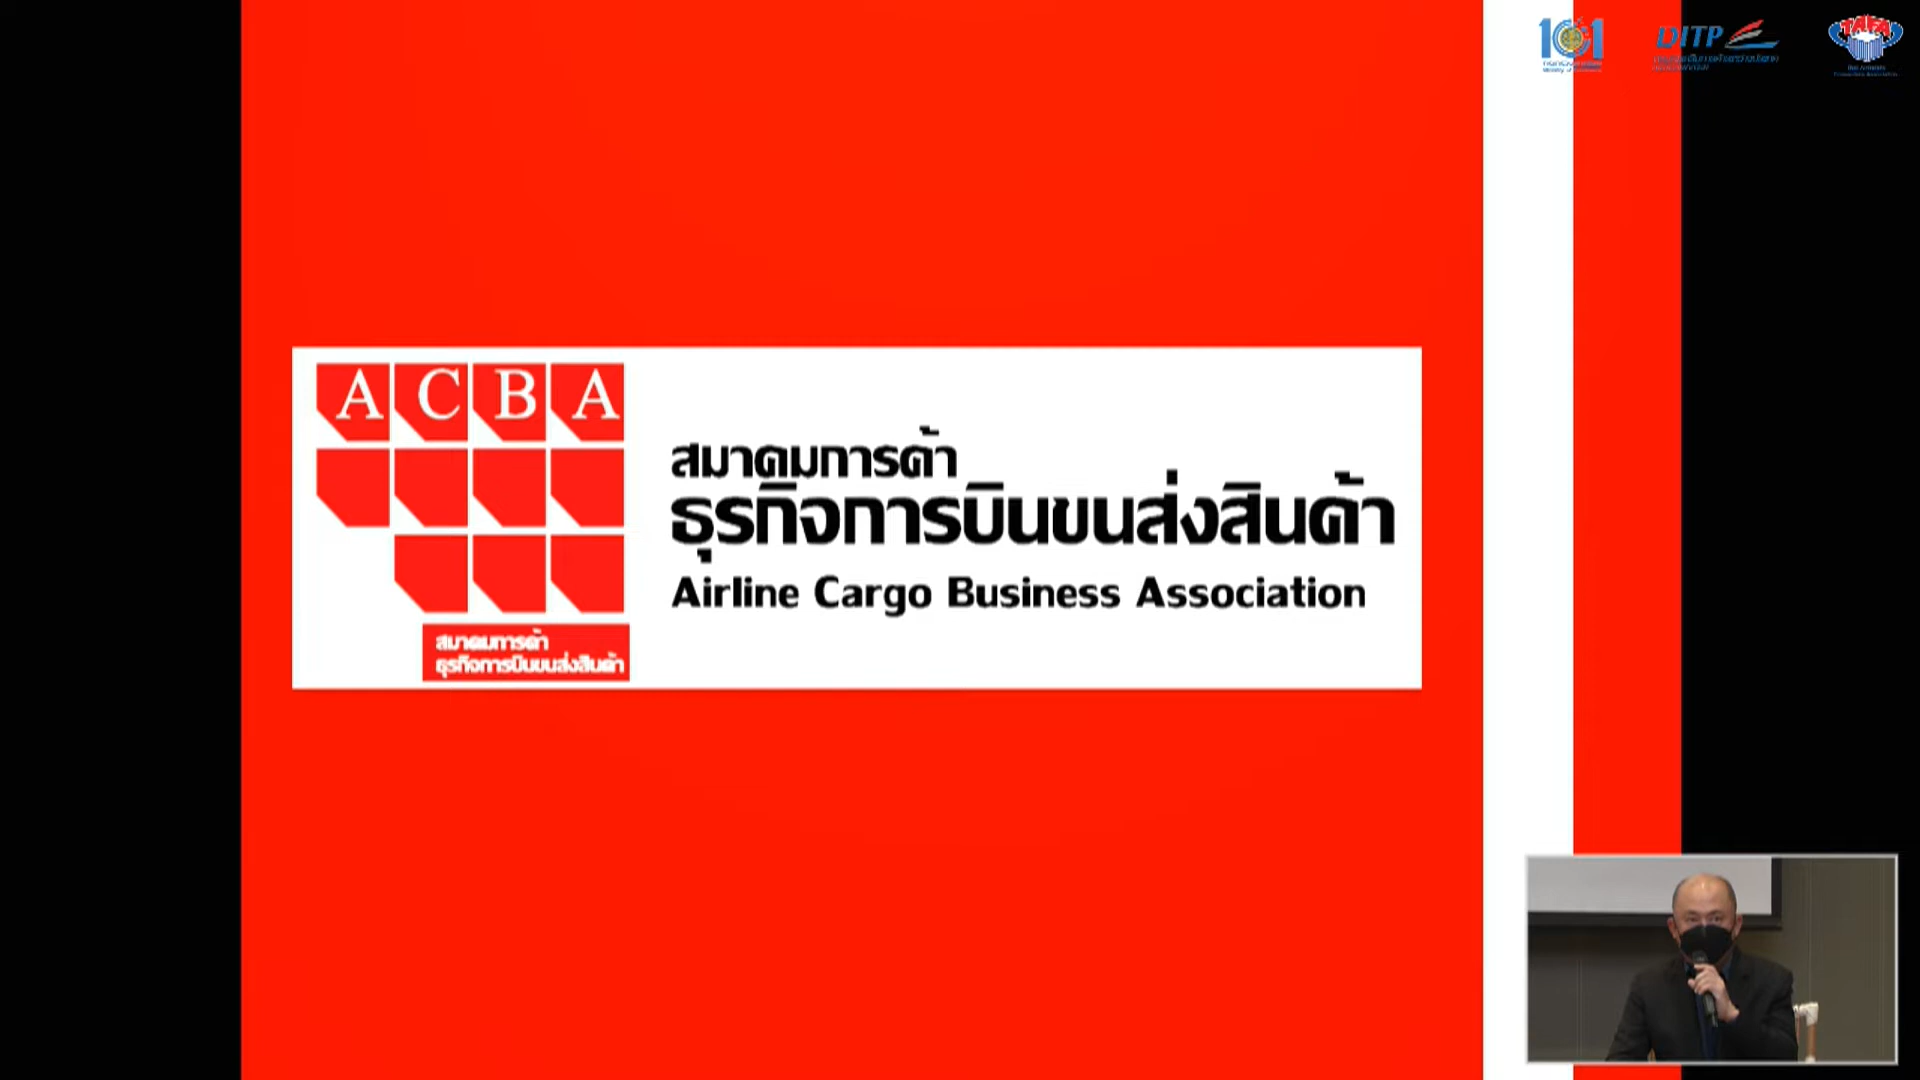 101
DITP
TAFA
A C B A
สมาคมการค้า
ธุรกิจการบินขนส่งสินค้า
Airline Cargo Business Association
สมาคมการค้า
ธุรกิจการบินขนส่งสินค้า